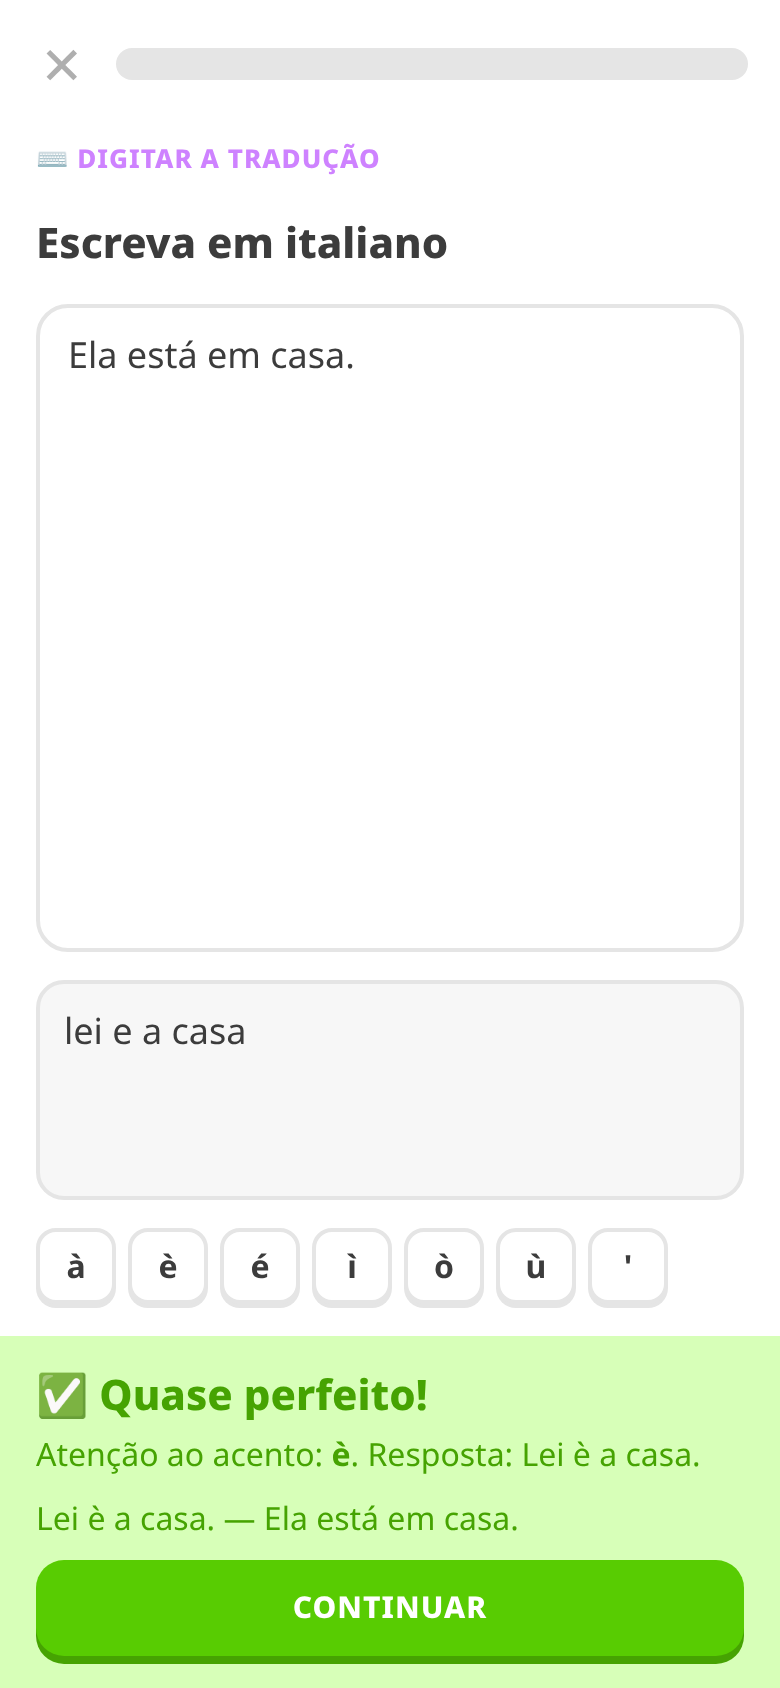 DIGITAR A TRADUÇÃO
Escreva em italiano
Ela está em casa.
lei e a casa
à è é ì ò ù '
✅ Quase perfeito!
Atenção ao acento: è. Resposta: Lei è a casa.
Lei è a casa. — Ela está em casa.
CONTINUAR